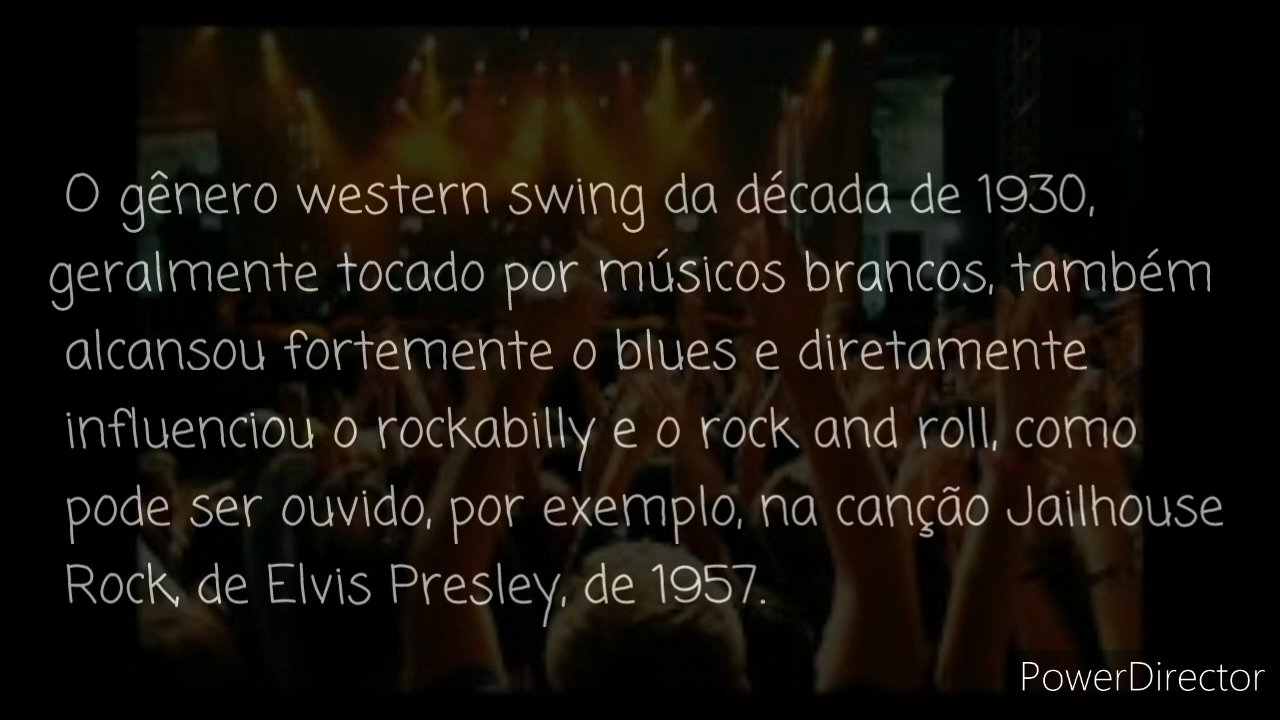 O gênero western swing da década de 1930,
geralmente tocado por músicos brancos, também
alcansou fortemente o blues e diretamente
influenciou o rockabilly e o rock and roll, como
pode ser ouvido, por exemplo, na canção Jailhouse
Rock, de Elvis Presley, de 1957.
PowerDirector